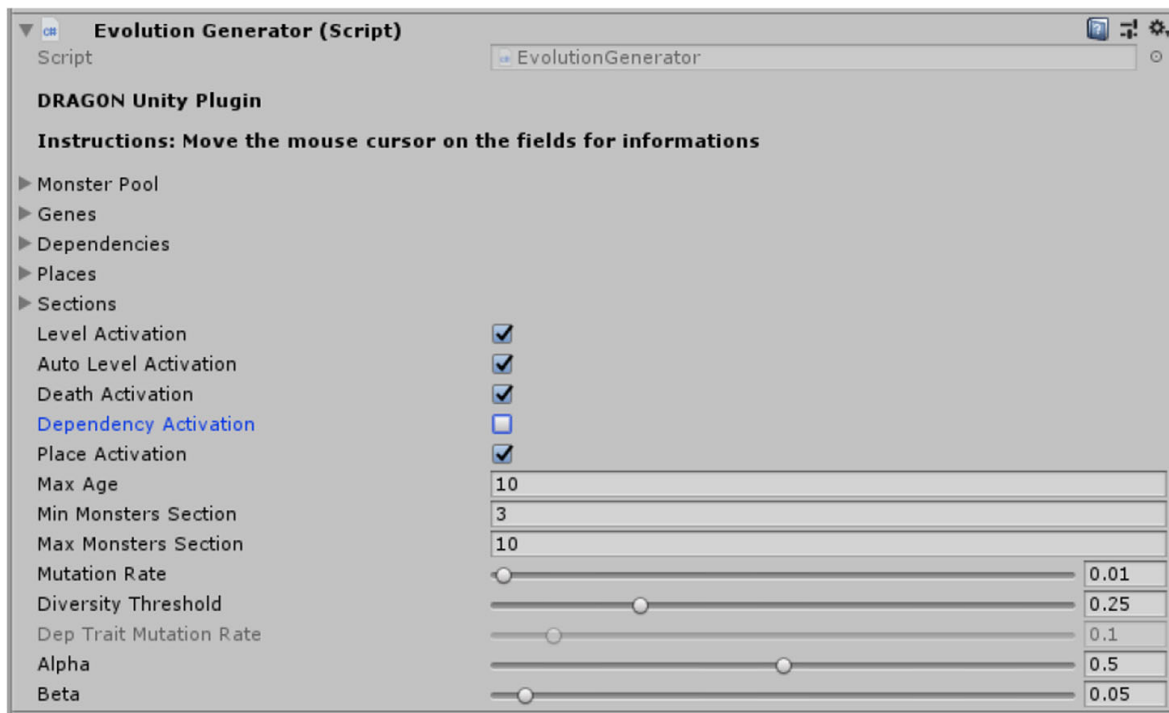 Evolution Generator (Script)
Script EvolutionGenerator
DRAGON Unity Plugin
Instructions: Move the mouse cursor on the fields for informations
Monster Pool
Genes
Dependencies
Places
Sections
Level Activation
Auto Level Activation
Death Activation
Dependency Activation
Place Activation
Max Age 10
Min Monsters Section 3
Max Monsters Section 10
Mutation Rate 0.01
Diversity Threshold 0.25
Dep Trait Mutation Rate 0.1
Alpha 0.5
Beta 0.05